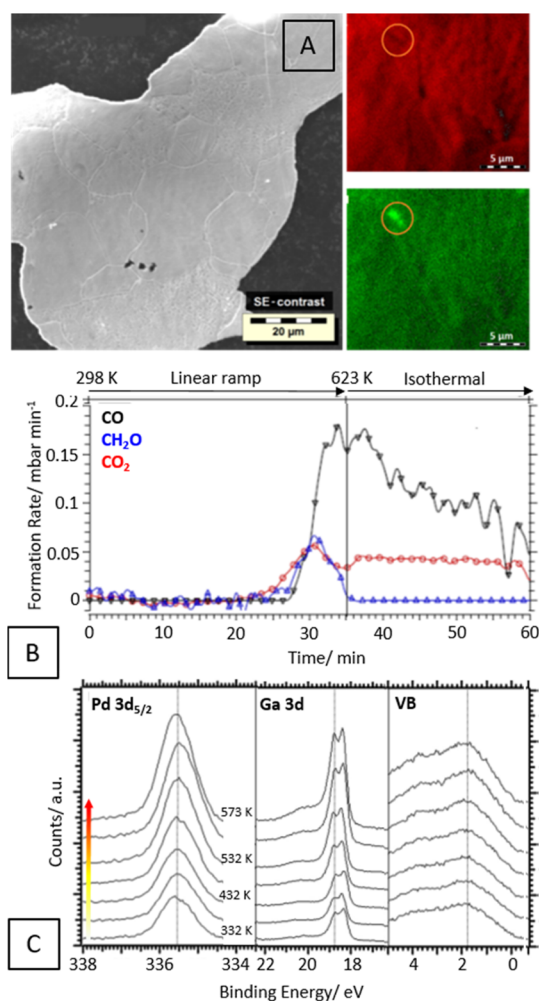 A
SE-contrast
20 µm
5 µm
5 µm
298 K
Linear ramp
623 K
Isothermal
0.2
0.15
0.1
0.05
0
CO
CH₂O
CO₂
Formation Rate/ mbar min⁻¹
0 10 20 30 40 50 60
Time/ min
B
Pd 3d₅/₂
Ga 3d
VB
573 K
532 K
432 K
332 K
Counts/ a.u.
C
338 336 334 22 20 18 16 4 2 0
Binding Energy/ eV